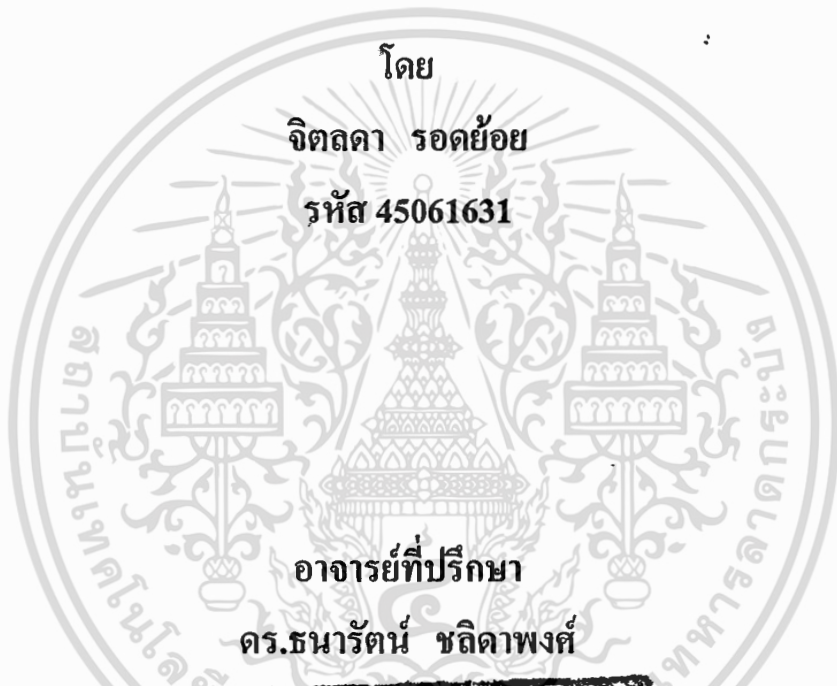 โดย
จิตลดา รอดย้อย
รหัส 45061631
อาจารย์ที่ปรึกษา
ดร.ธนารัตน์ ชลิดาพงศ์